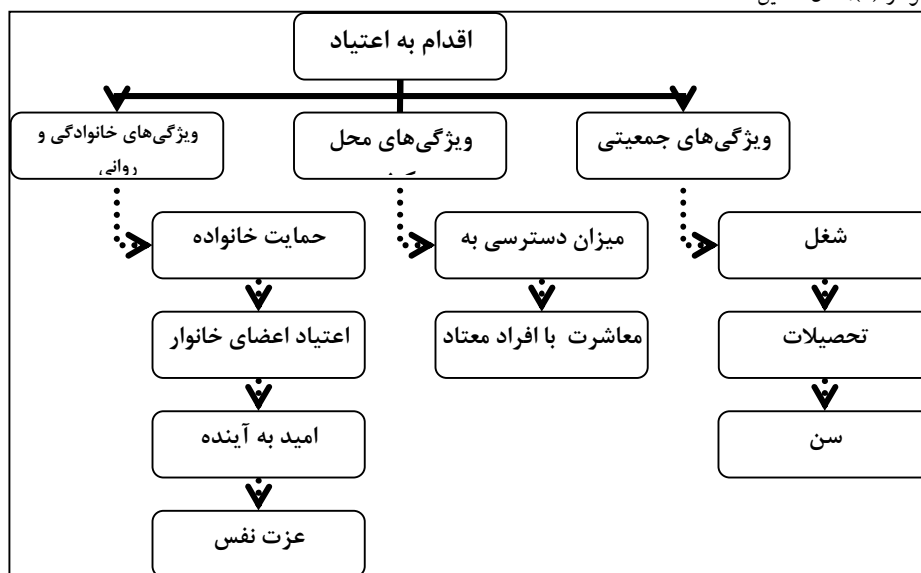 اقدام به اعتیاد
ویژگی‌های جمعیتی
ویژگی‌های محل
ویژگی‌های خانوادگی و
روانی
شغل
میزان دسترسی به
حمایت خانواده
تحصیلات
معاشرت با افراد معتاد
اعتیاد اعضای خانوار
سن
امید به آینده
عزت نفس